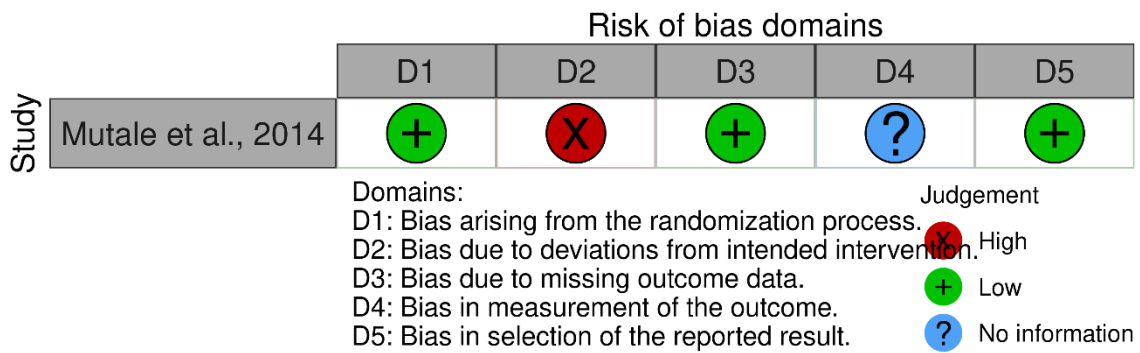 Risk of bias domains
D1 D2 D3 D4 D5
Study
Mutale et al., 2014 + X + ? +
Domains:
D1: Bias arising from the randomization process.
D2: Bias due to deviations from intended intervention.
D3: Bias due to missing outcome data.
D4: Bias in measurement of the outcome.
D5: Bias in selection of the reported result.
Judgement
X High
+ Low
? No information